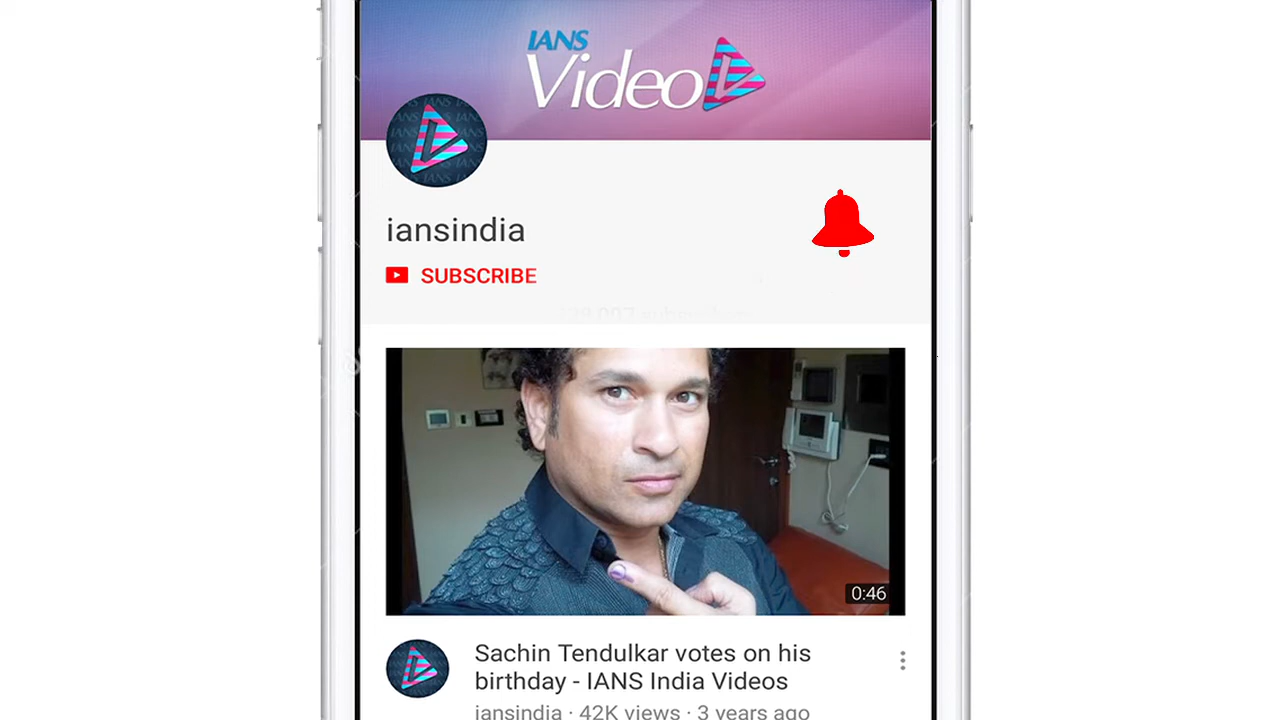 IANS
Video
iansindia
SUBSCRIBE
0:46
Sachin Tendulkar votes on his
birthday - IANS India Videos
iansindia · 42K views · 3 years ago